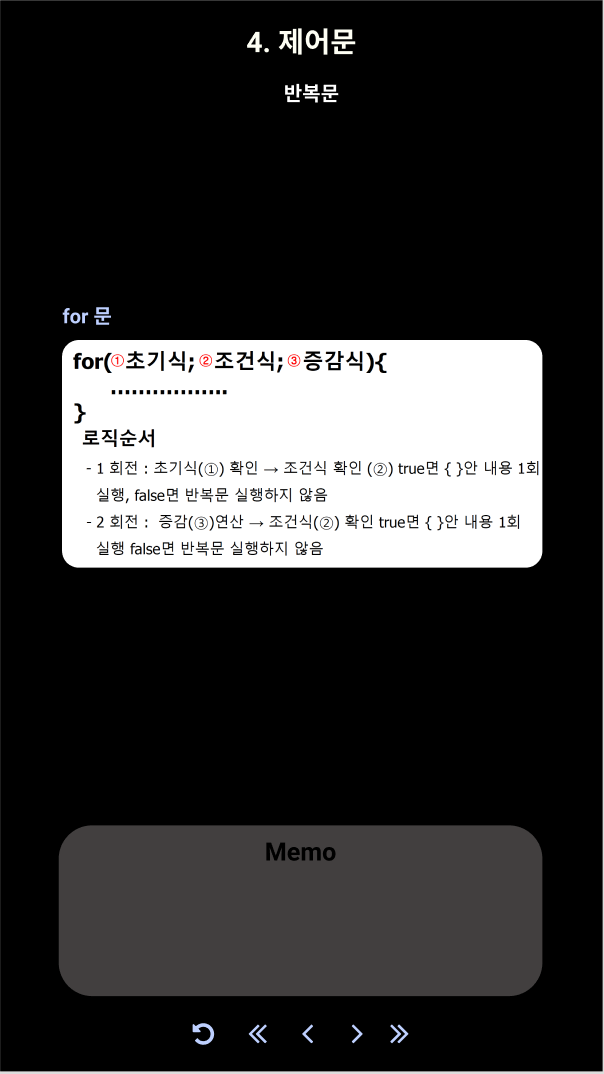 4. 제어문
반복문
for 문
for(①초기식; ②조건식; ③증감식){
.................
}
로직순서
- 1 회전 : 초기식(①) 확인 → 조건식 확인 (②) true면 { }안 내용 1회
실행, false면 반복문 실행하지 않음
- 2 회전 : 증감(③)연산 → 조건식(②) 확인 true면 { }안 내용 1회
실행 false면 반복문 실행하지 않음
Memo